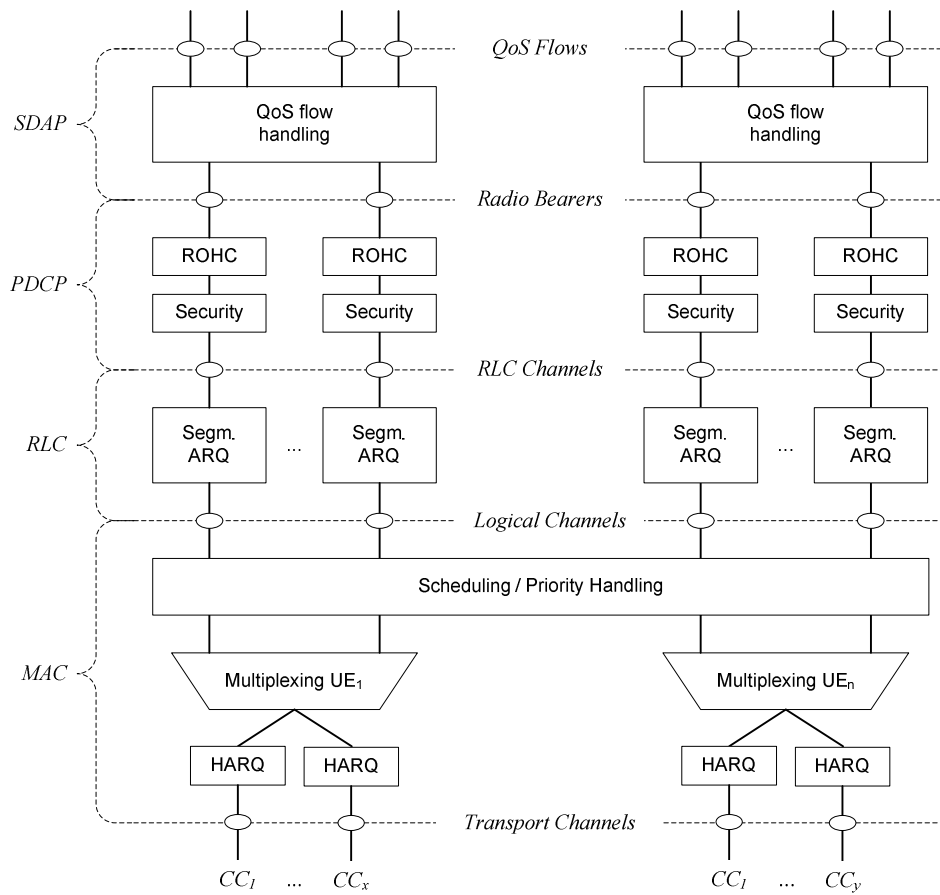 QoS Flows
SDAP
QoS flow
handling
QoS flow
handling
Radio Bearers
PDCP
ROHC
ROHC
ROHC
ROHC
Security
Security
Security
Security
RLC Channels
RLC
Segm.
ARQ
...
Segm.
ARQ
Segm.
ARQ
...
Segm.
ARQ
Logical Channels
MAC
Scheduling / Priority Handling
Multiplexing UE1
Multiplexing UEn
HARQ
HARQ
HARQ
HARQ
Transport Channels
CC1 ... CCx
CC1 ... CCy